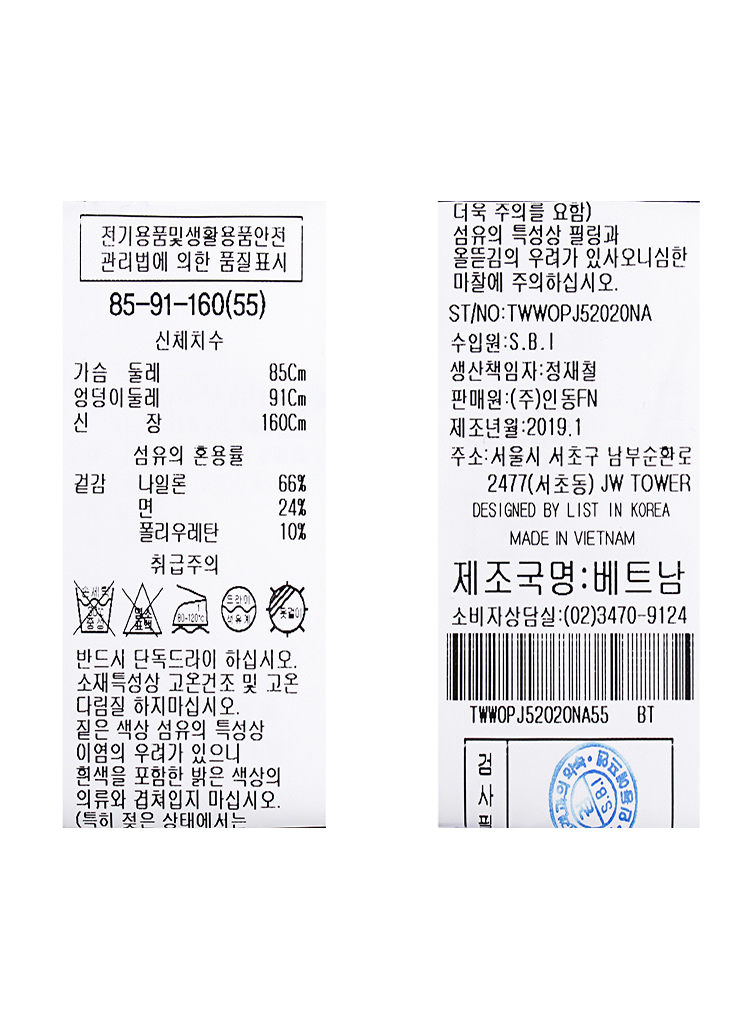 전기용품및생활용품안전
관리법에 의한 품질표시
85-91-160(55)
신체치수
가슴 둘레 85Cm
엉덩이둘레 91Cm
신 장 160Cm
섬유의 혼용률
겉감 나일론 66%
면 24%
폴리우레탄 10%
취급주의
손세탁
30℃
중성
염소
표백
80-120℃
드라이
석유계
옷걸이
반드시 단독드라이 하십시오.
소재특성상 고온건조 및 고온
다림질 하지마십시오.
짙은 색상 섬유의 특성상
이염의 우려가 있으니
흰색을 포함한 밝은 색상의
의류와 겹쳐입지 마십시오.
(특히 젖은 상태에서는
더욱 주의를 요함)
섬유의 특성상 필링과
올뜯김의 우려가 있사오니심한
마찰에 주의하십시오.
ST/NO:TWWOPJ52020NA
수입원:S.B.I
생산책임자:정재철
판매원:(주)인동FN
제조년월:2019.1
주소:서울시 서초구 남부순환로
2477(서초동) JW TOWER
DESIGNED BY LIST IN KOREA
MADE IN VIETNAM
제조국명:베트남
소비자상담실:(02)3470-9124
TWWOPJ52020NA55 BT
검
사
필
S.B.I